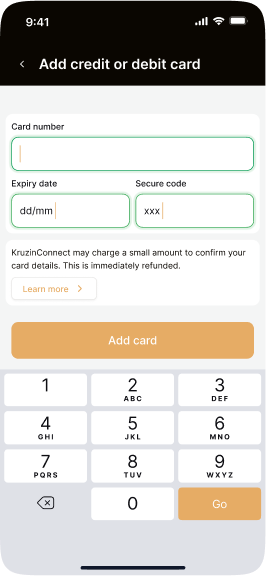 9:41
Add credit or debit card
Card number
Expiry date Secure code
dd/mm xxx
KruzinConnect may charge a small amount to confirm your
card details. This is immediately refunded.
Learn more
Add card
1 2 3
ABC DEF
4 5 6
GHI JKL MNO
7 8 9
PQRS TUV WXYZ
0 Go